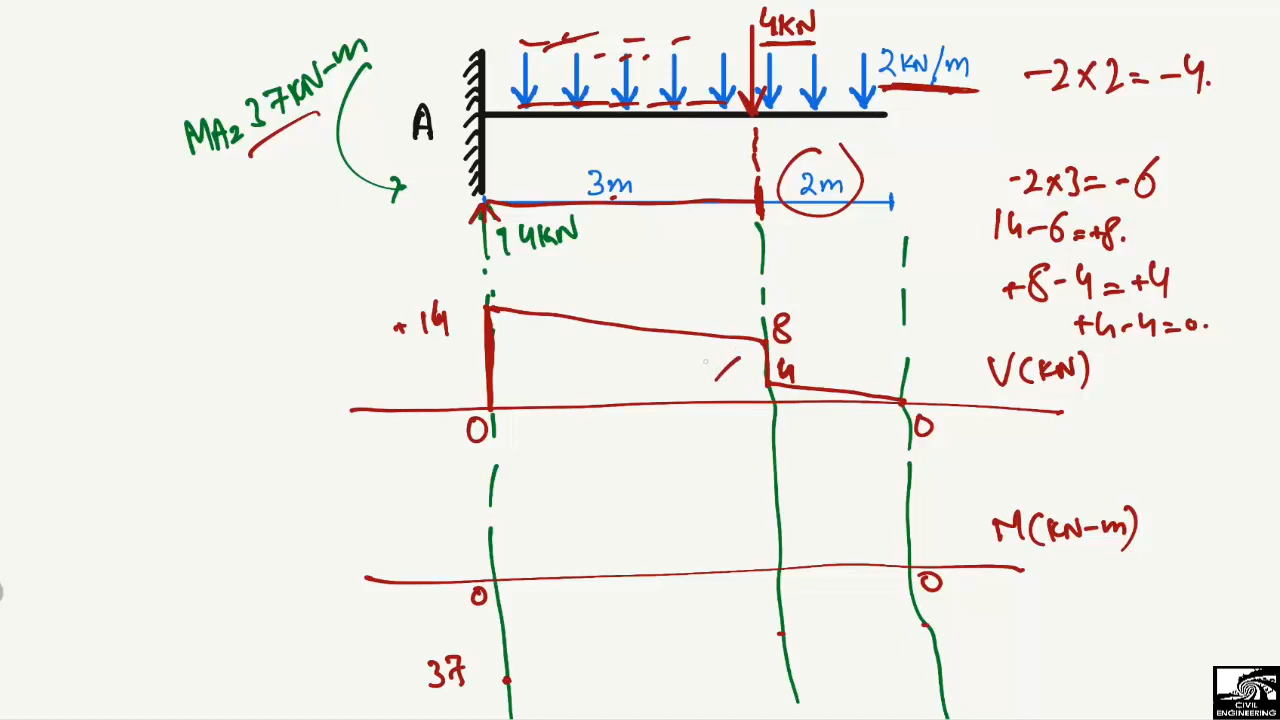 4KN
2KN/m
-2×2=-4.
MA=37KN-m
A
3m
2m
-2×3=-6
14KN
14-6=+8.
+8-4=+4
+4-4=0.
+14
8
4
V(KN)
0
0
M(KN-m)
0
0
37
CIVIL
ENGINEERING